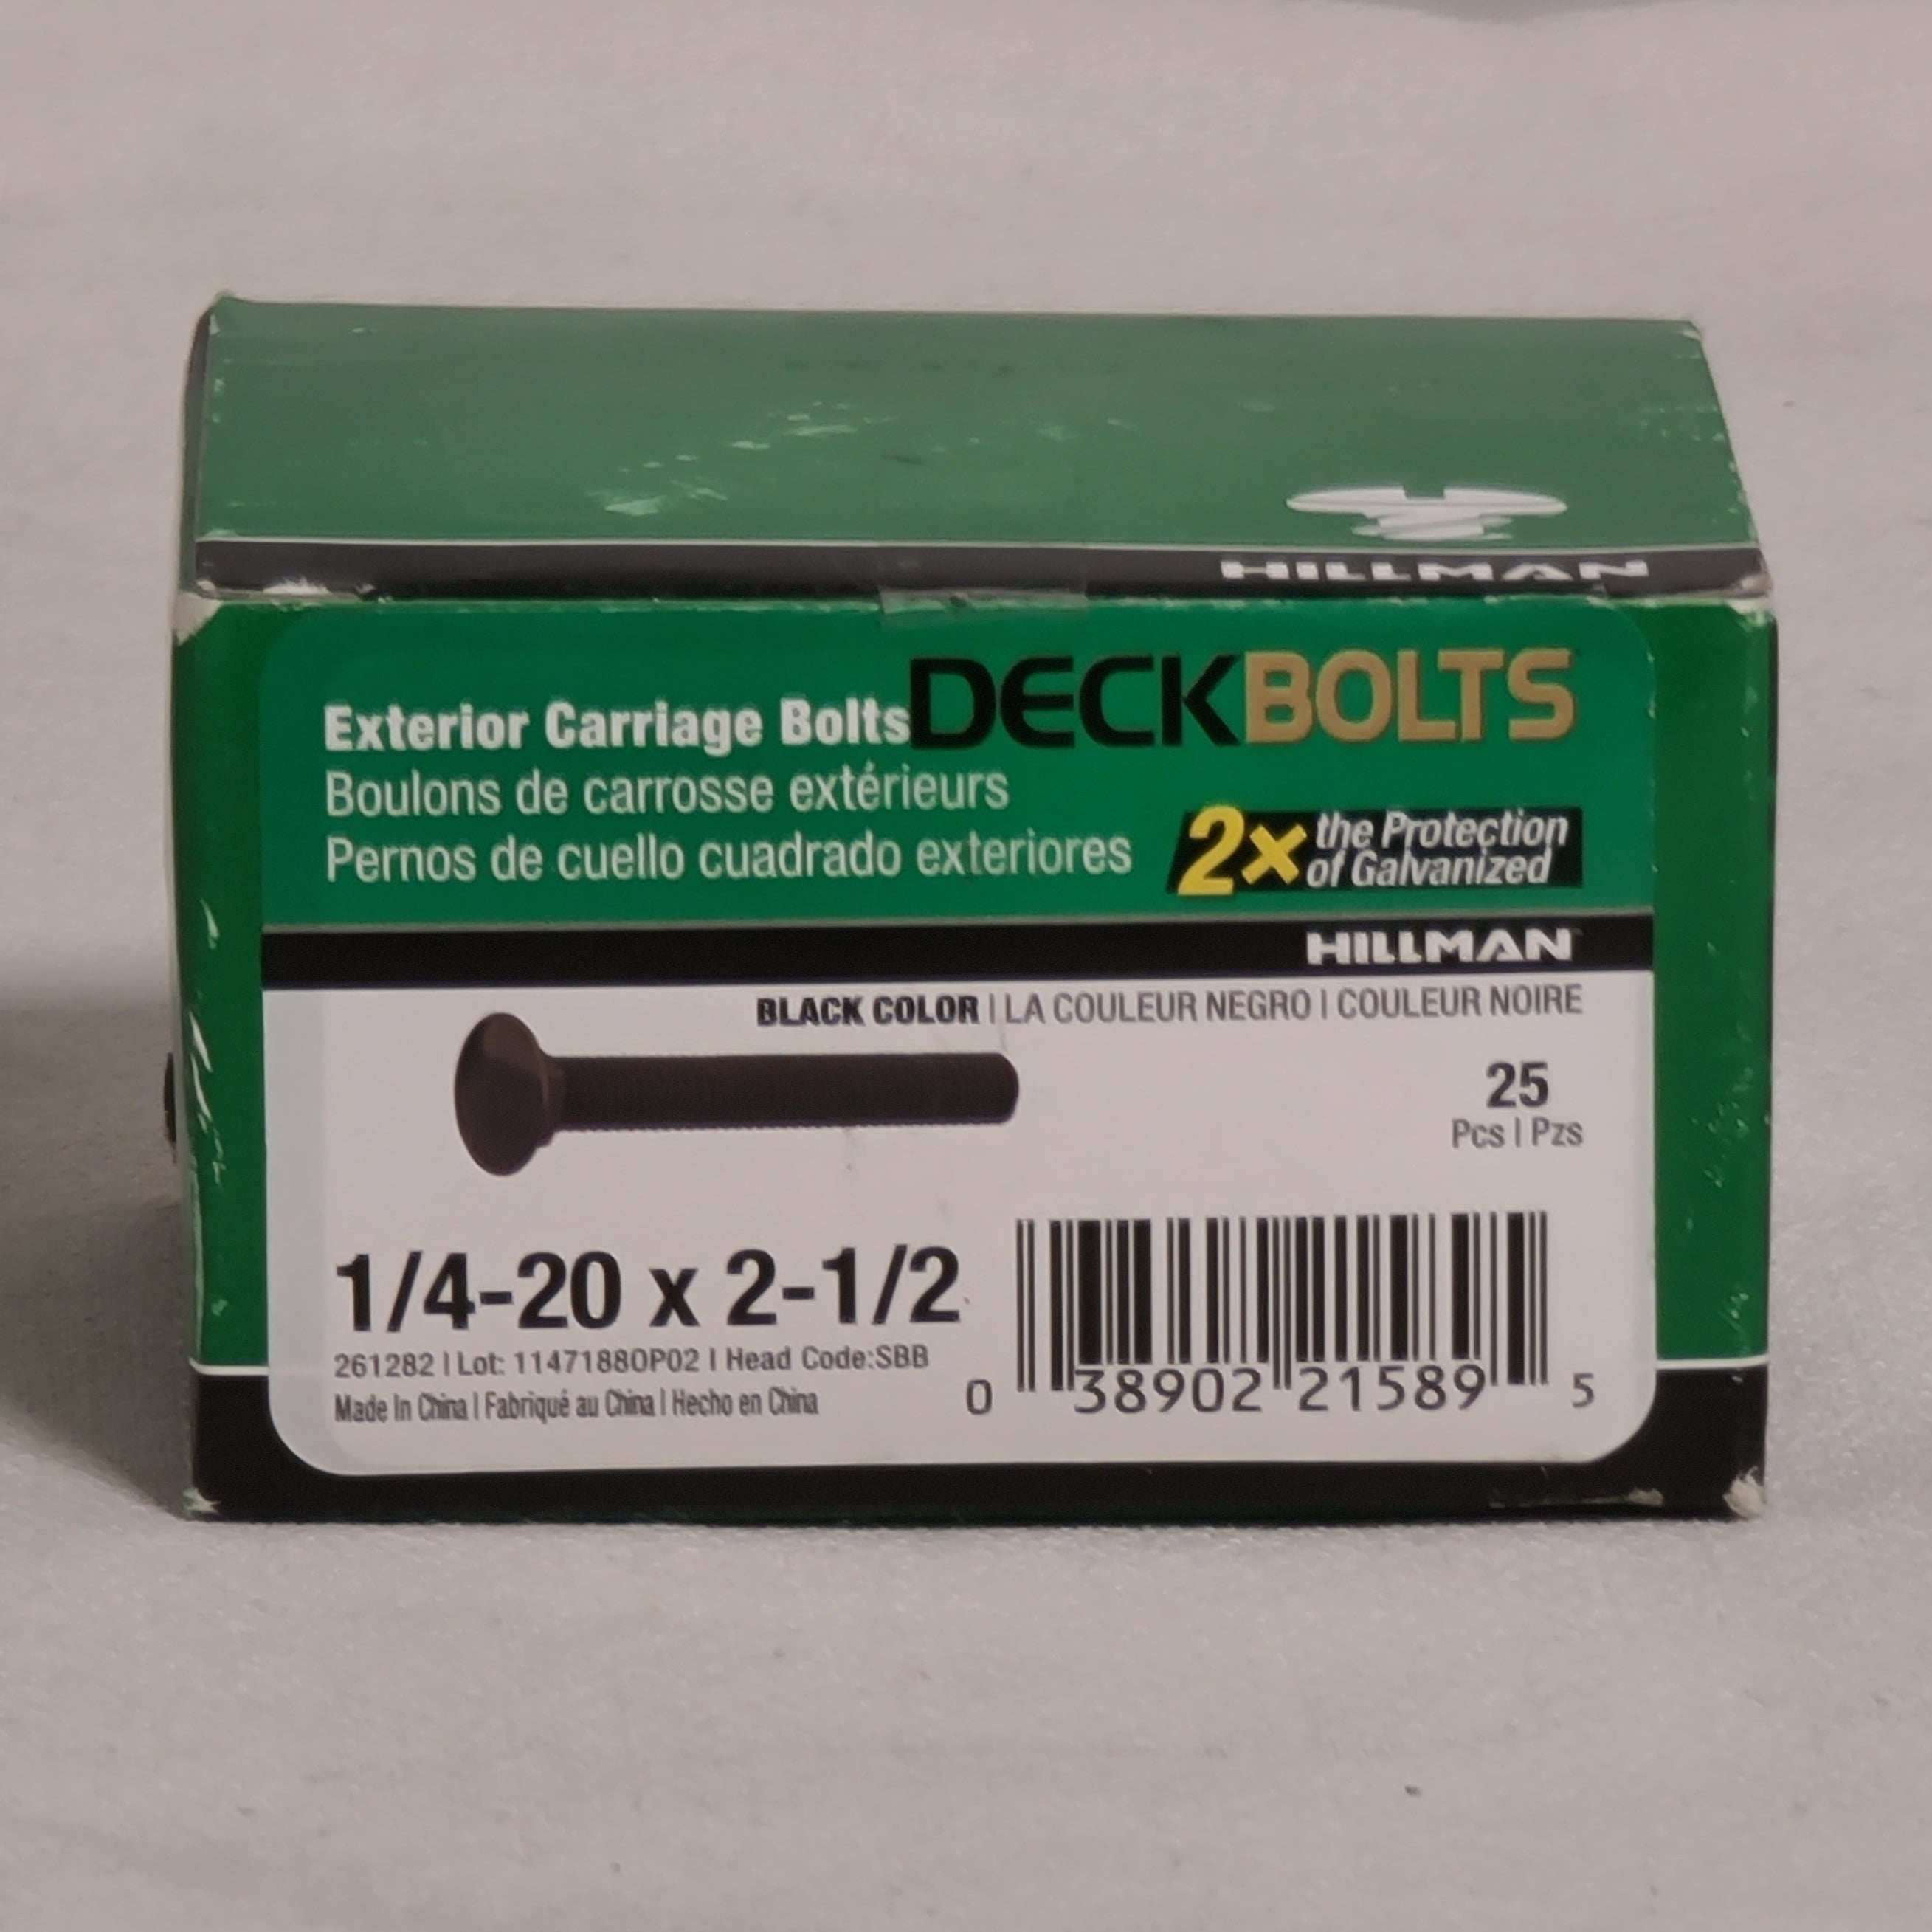 HILLMAN
Exterior Carriage Bolts
DECKBOLTS
Boulons de carrosse extérieurs
Pernos de cuello cuadrado exteriores
2x the Protection
of Galvanized
HILLMAN
BLACK COLOR | LA COULEUR NEGRO | COULEUR NOIRE
25
Pcs | Pzs
1/4-20 x 2-1/2
261282 | Lot: 1147188OP02 | Head Code:SBB
Made In China | Fabriqué au China | Hecho en China
0 38902 21589 5